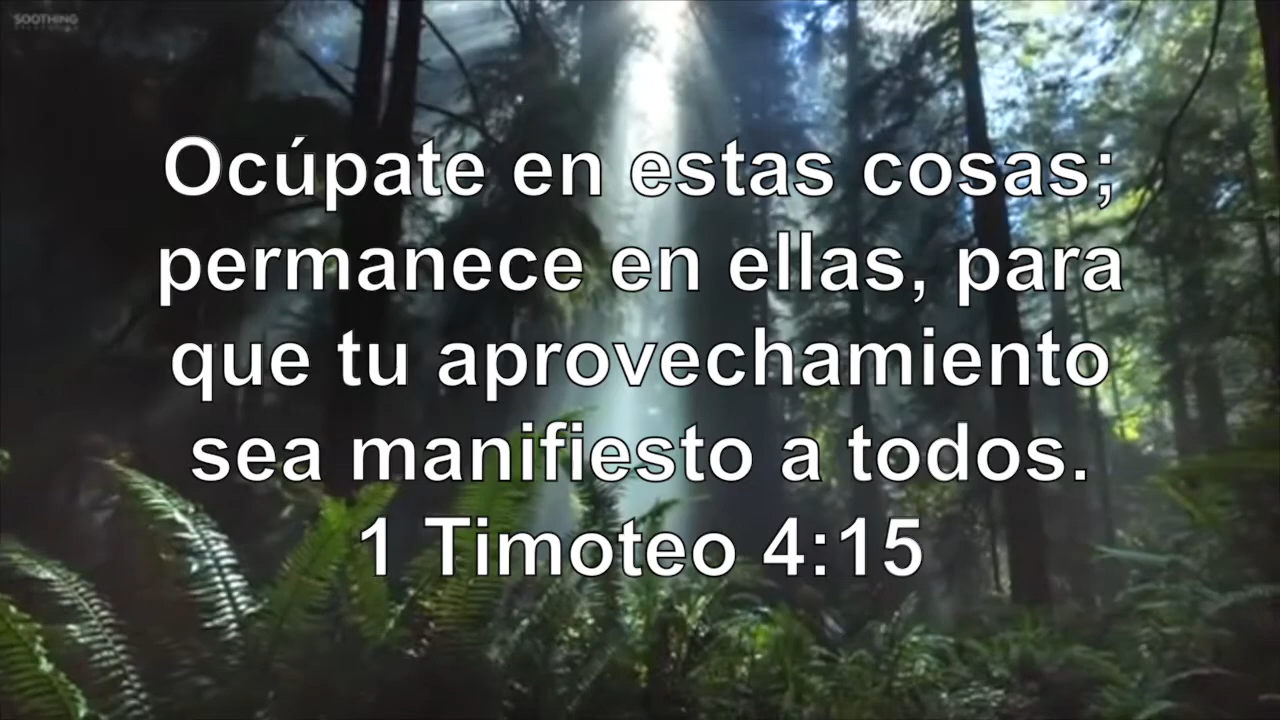 SOOTHING
Ocúpate en estas cosas;
permanece en ellas, para
que tu aprovechamiento
sea manifiesto a todos.
1 Timoteo 4:15